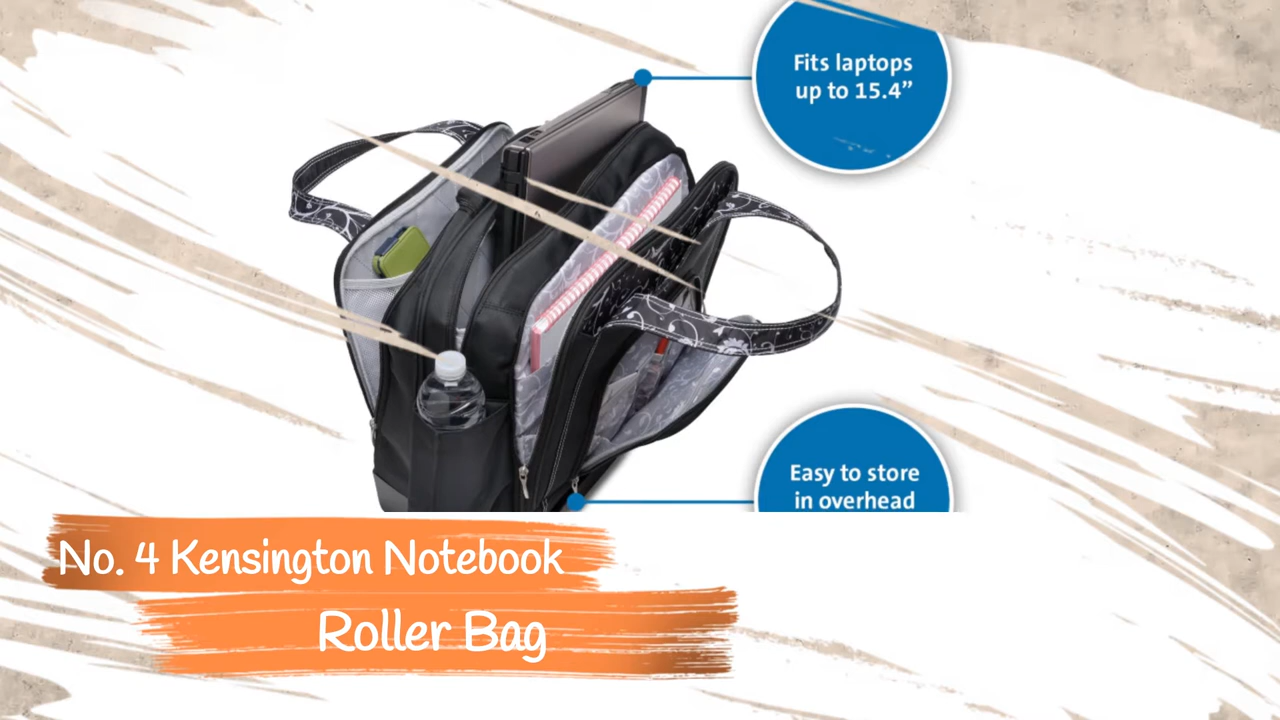 Fits laptops
up to 15.4”
Easy to store
in overhead
No. 4 Kensington Notebook
Roller Bag